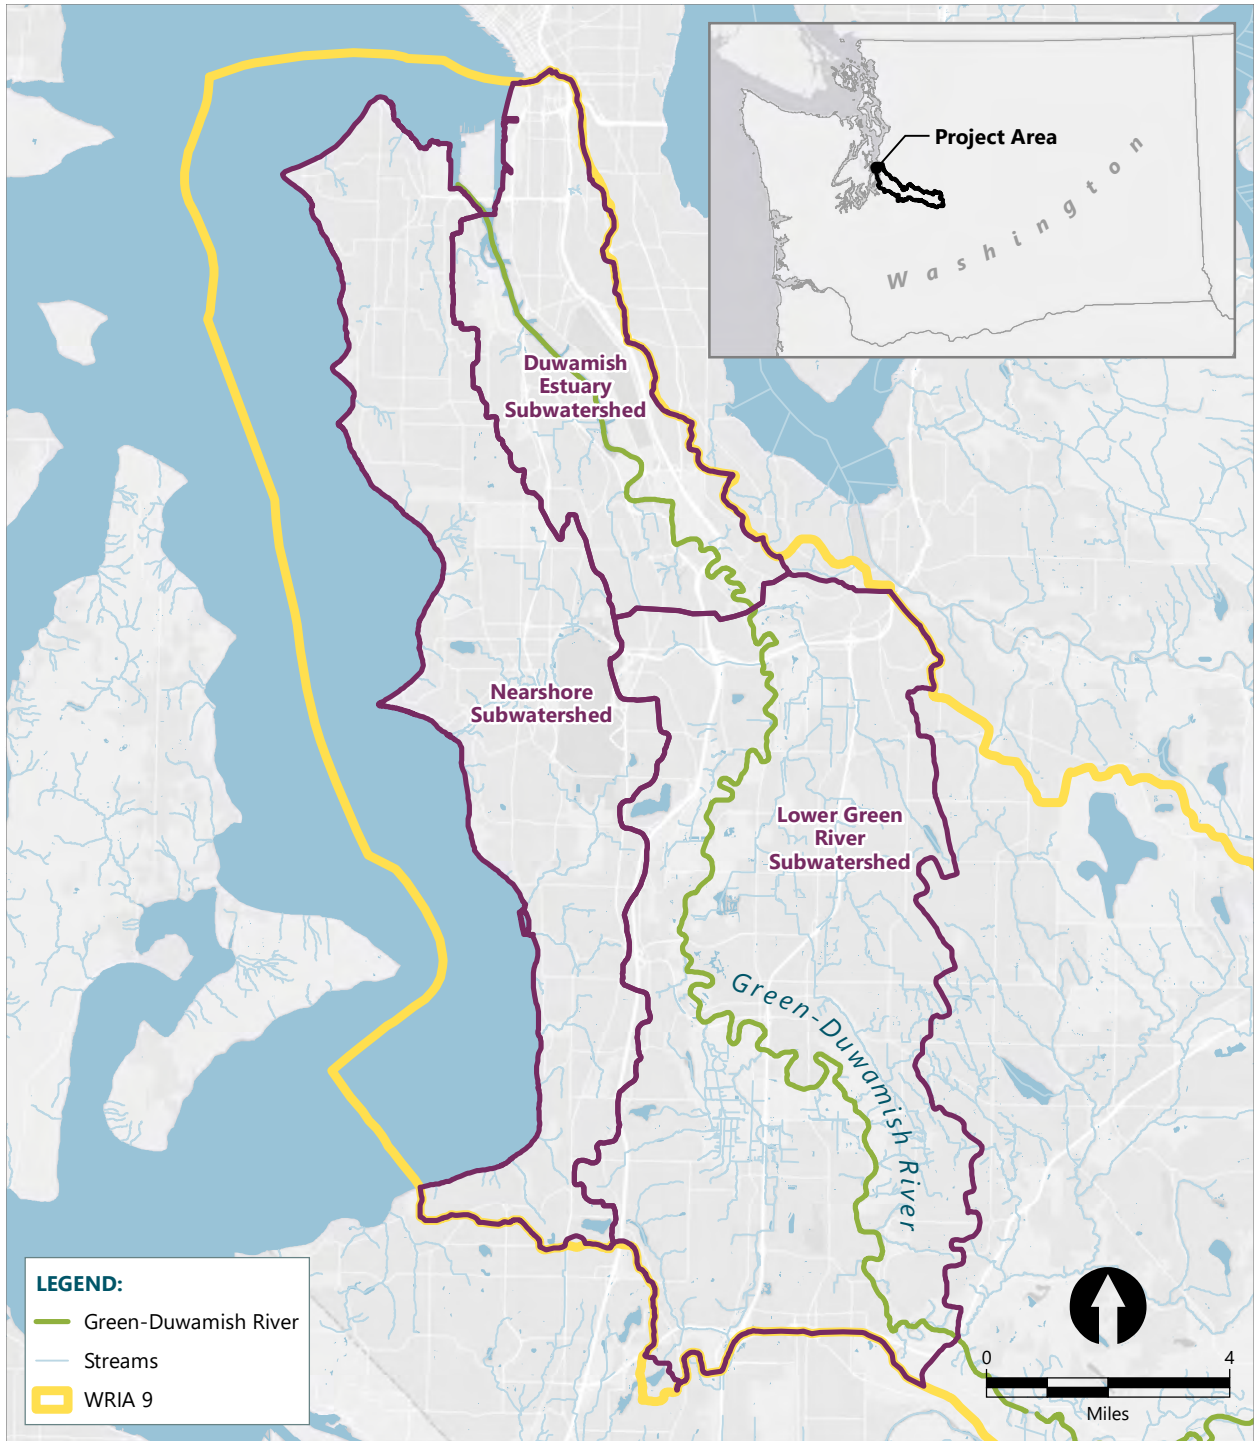 Project Area
Washington
Duwamish
Estuary
Subwatershed
Nearshore
Subwatershed
Lower Green
River
Subwatershed
Green-Duwamish River
LEGEND:
Green-Duwamish River
Streams
WRIA 9
0 4
Miles